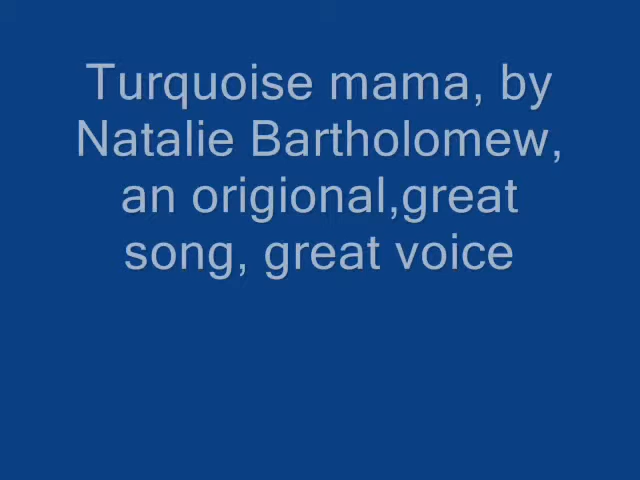 Turquoise mama, by
Natalie Bartholomew,
an origional,great
song, great voice